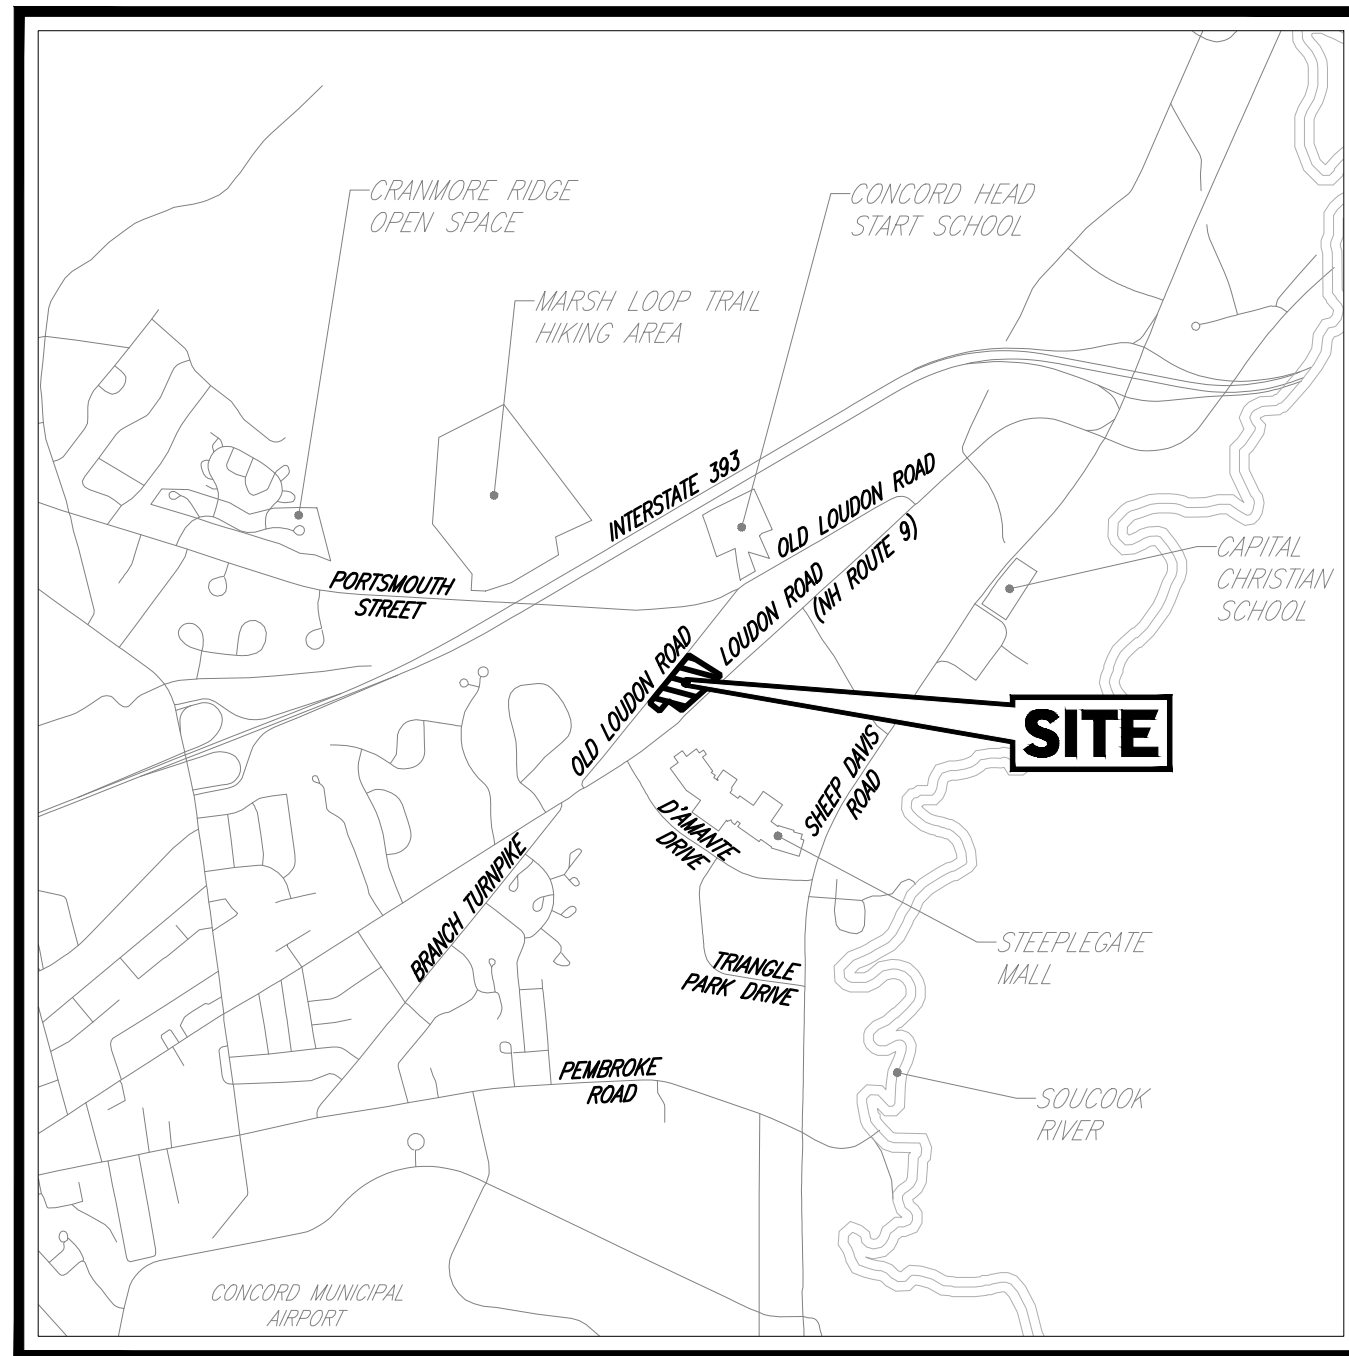 CRANMORE RIDGE
OPEN SPACE
CONCORD HEAD
START SCHOOL
MARSH LOOP TRAIL
HIKING AREA
INTERSTATE 393
OLD LOUDON ROAD
LOUDON ROAD
(NH ROUTE 9)
CAPITAL
CHRISTIAN
SCHOOL
PORTSMOUTH
STREET
OLD LOUDON ROAD
SITE
SHEEP DAVIS
ROAD
D'AMANTE
DRIVE
BRANCH TURNPIKE
STEEPLEGATE
MALL
TRIANGLE
PARK DRIVE
PEMBROKE
ROAD
SOUCOOK
RIVER
CONCORD MUNICIPAL
AIRPORT